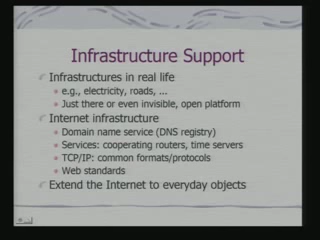 Infrastructure Support
Infrastructures in real life
e.g., electricity, roads, ...
Just there or even invisible, open platform
Internet infrastructure
Domain name service (DNS registry)
Services: cooperating routers, time servers
TCP/IP: common formats/protocols
Web standards
Extend the Internet to everyday objects